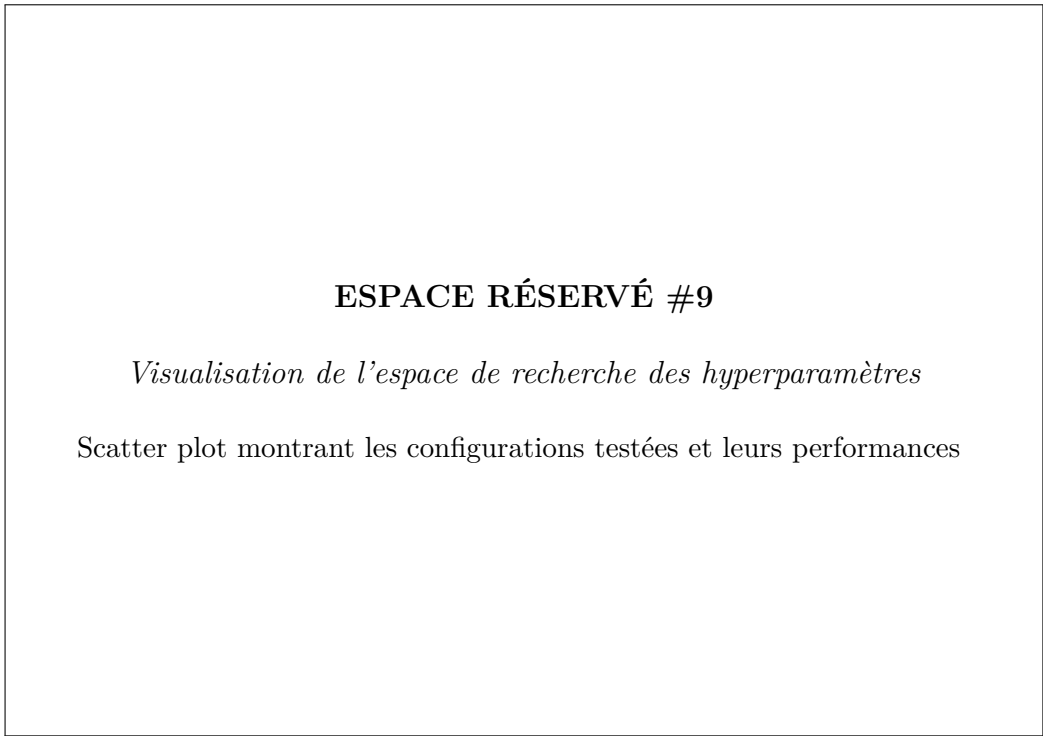 ESPACE RÉSERVÉ #9
Visualisation de l'espace de recherche des hyperparamètres
Scatter plot montrant les configurations testées et leurs performances